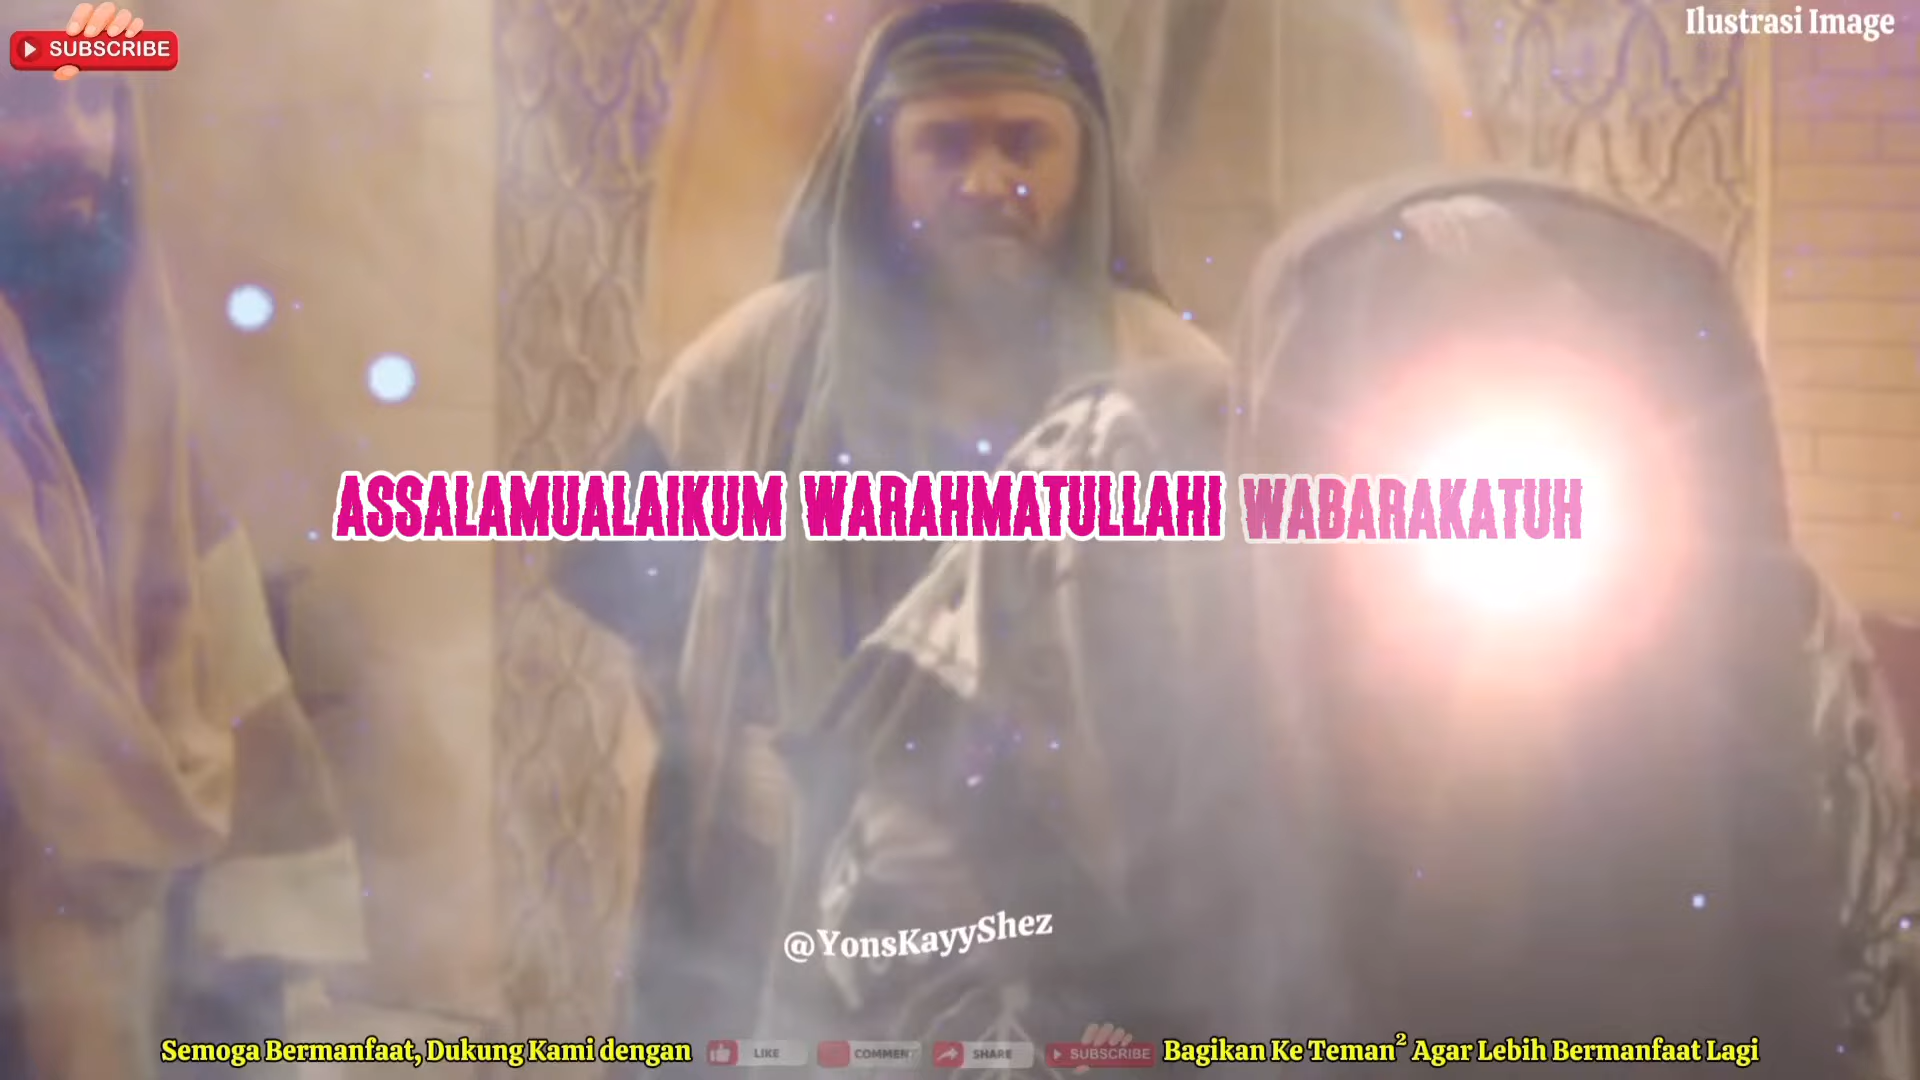 SUBSCRIBE
Ilustrasi Image
ASSALAMUALAIKUM WARAHMATULLAHI WABARAKATUH
@YonsKayyShez
Semoga Bermanfaat, Dukung Kami dengan LIKE COMMENT SHARE SUBSCRIBE Bagikan Ke Teman² Agar Lebih Bermanfaat Lagi